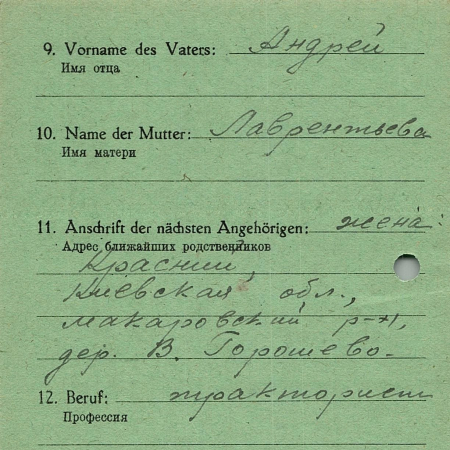 9. Vorname des Vaters: Андрей
Имя отца
10. Name der Mutter: Лаврентьева
Имя матери
11. Anschrift der nächsten Angehörigen: жена:
Адрес ближайших родственников
Красний,
Киевская обл.,
Макаровский р-н,
дер. В. Горошево.
12. Beruf: тракторист
Профессия